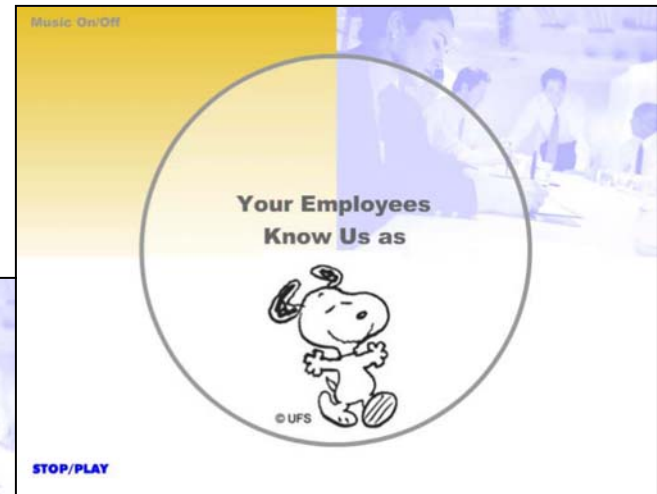 Music On/Off
Your Employees
Know Us as
© UFS
STOP/PLAY